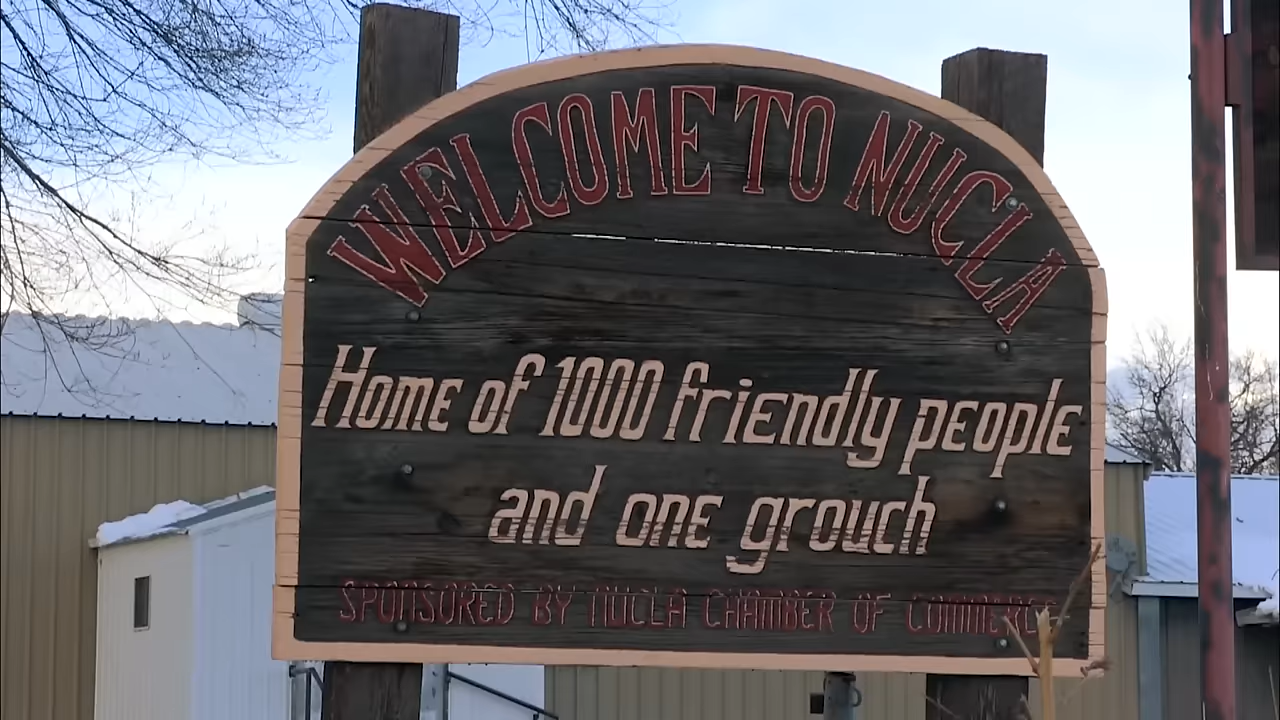 WELCOME TO NUCLA
Home of 1000 friendly people
and one grouch
SPONSORED BY NUCLA CHAMBER OF COMMERCE